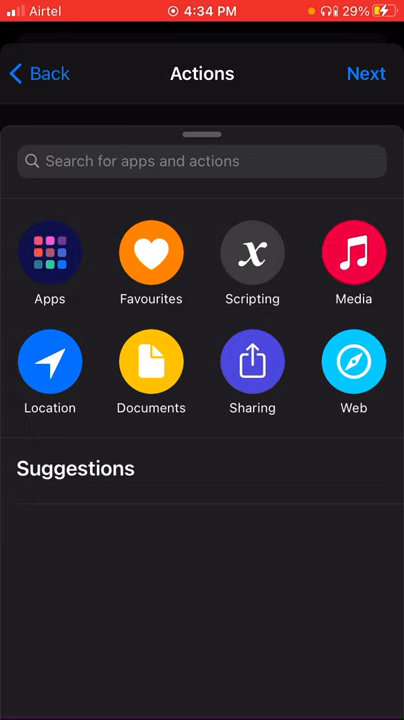 Airtel 4:34 PM 29%
Back Actions Next
Search for apps and actions
Apps Favourites Scripting Media
Location Documents Sharing Web
Suggestions